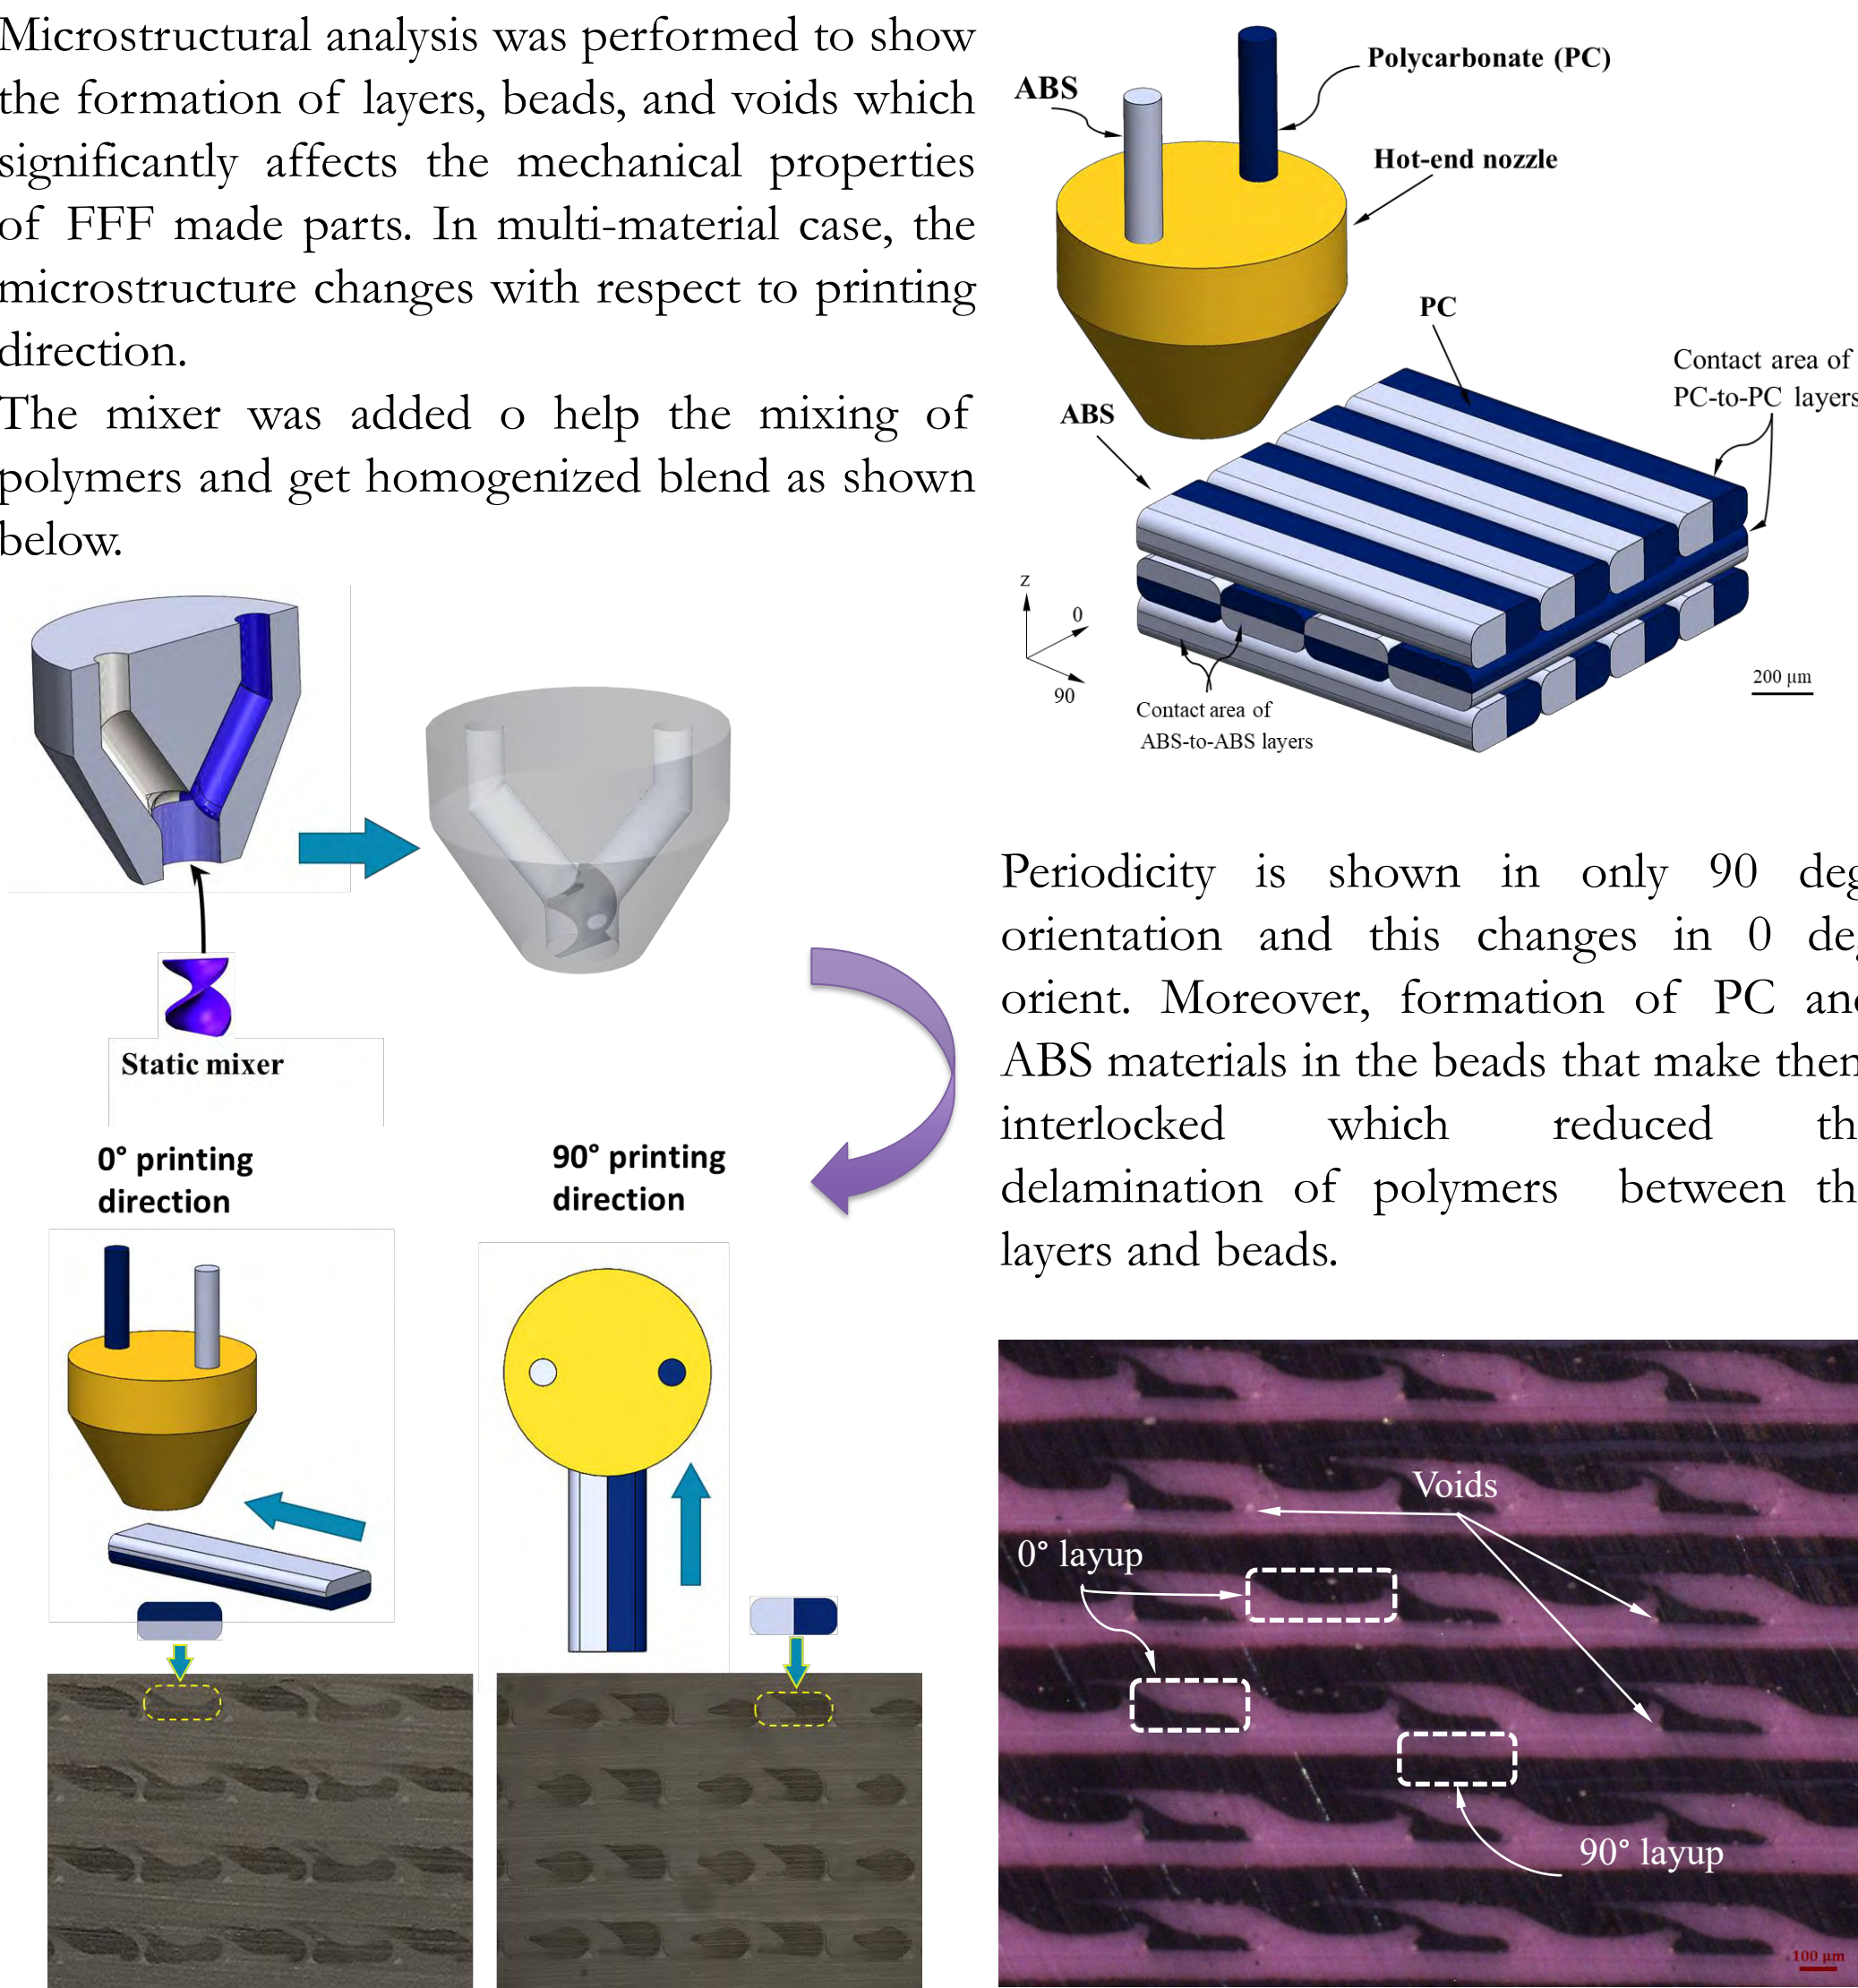 Microstructural analysis was performed to show
the formation of layers, beads, and voids which
significantly affects the mechanical properties
of FFF made parts. In multi-material case, the
microstructure changes with respect to printing
direction.
The mixer was added o help the mixing of
polymers and get homogenized blend as shown
below.
Static mixer
0° printing
direction
90° printing
direction
ABS
Polycarbonate (PC)
Hot-end nozzle
PC
ABS
Contact area of
PC-to-PC layers
z
0
90
200 µm
Contact area of
ABS-to-ABS layers
Periodicity is shown in only 90 deg
orientation and this changes in 0 deg
orient. Moreover, formation of PC and
ABS materials in the beads that make them
interlocked which reduced th
delamination of polymers between th
layers and beads.
Voids
0° layup
90° layup
100 µm